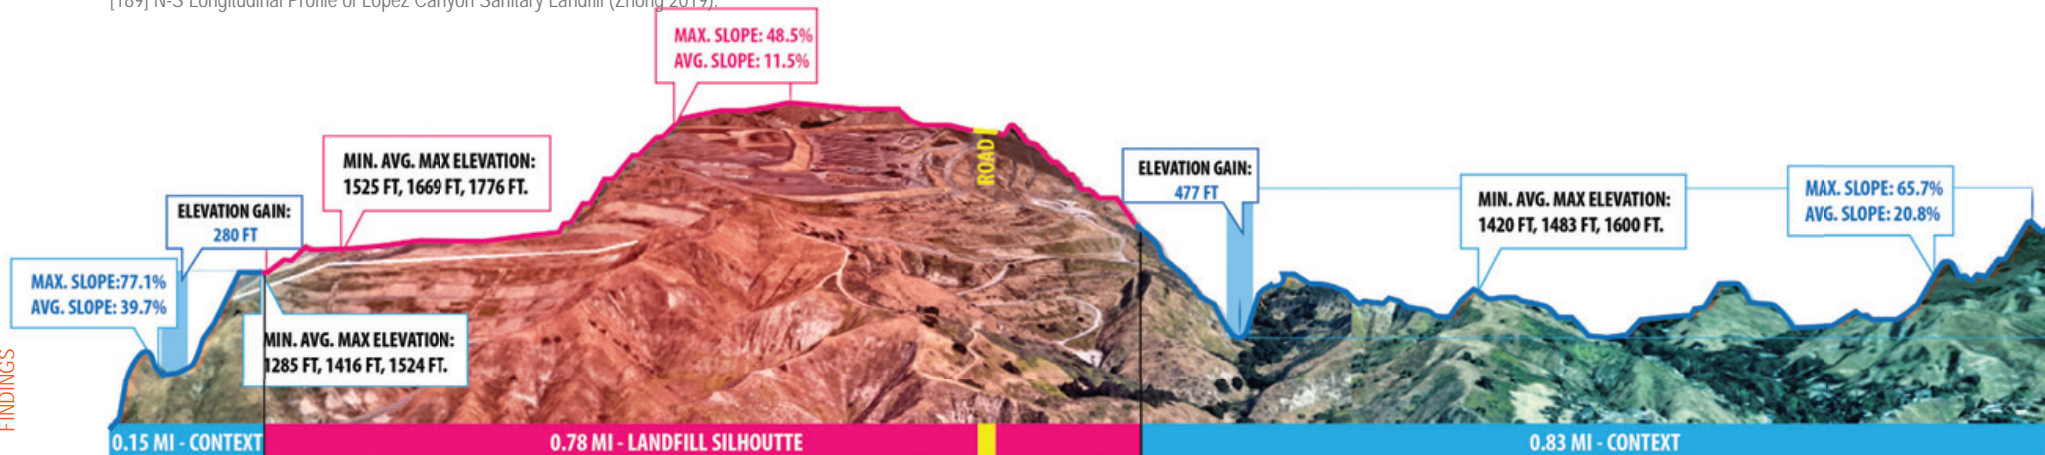 [189] N-S Longitudinal Profile of Lopez Canyon Sanitary Landfill (Zhong 2019).
MAX. SLOPE: 48.5%
AVG. SLOPE: 11.5%
MIN. AVG. MAX ELEVATION:
1525 FT, 1669 FT, 1776 FT.
ROAD
ELEVATION GAIN:
477 FT
ELEVATION GAIN:
280 FT
MIN. AVG. MAX ELEVATION:
1420 FT, 1483 FT, 1600 FT.
MAX. SLOPE: 65.7%
AVG. SLOPE: 20.8%
MAX. SLOPE:77.1%
AVG. SLOPE: 39.7%
MIN. AVG. MAX ELEVATION:
1285 FT, 1416 FT, 1524 FT.
FINDINGS
0.15 MI - CONTEXT
0.78 MI - LANDFILL SILHOUTTE
0.83 MI - CONTEXT